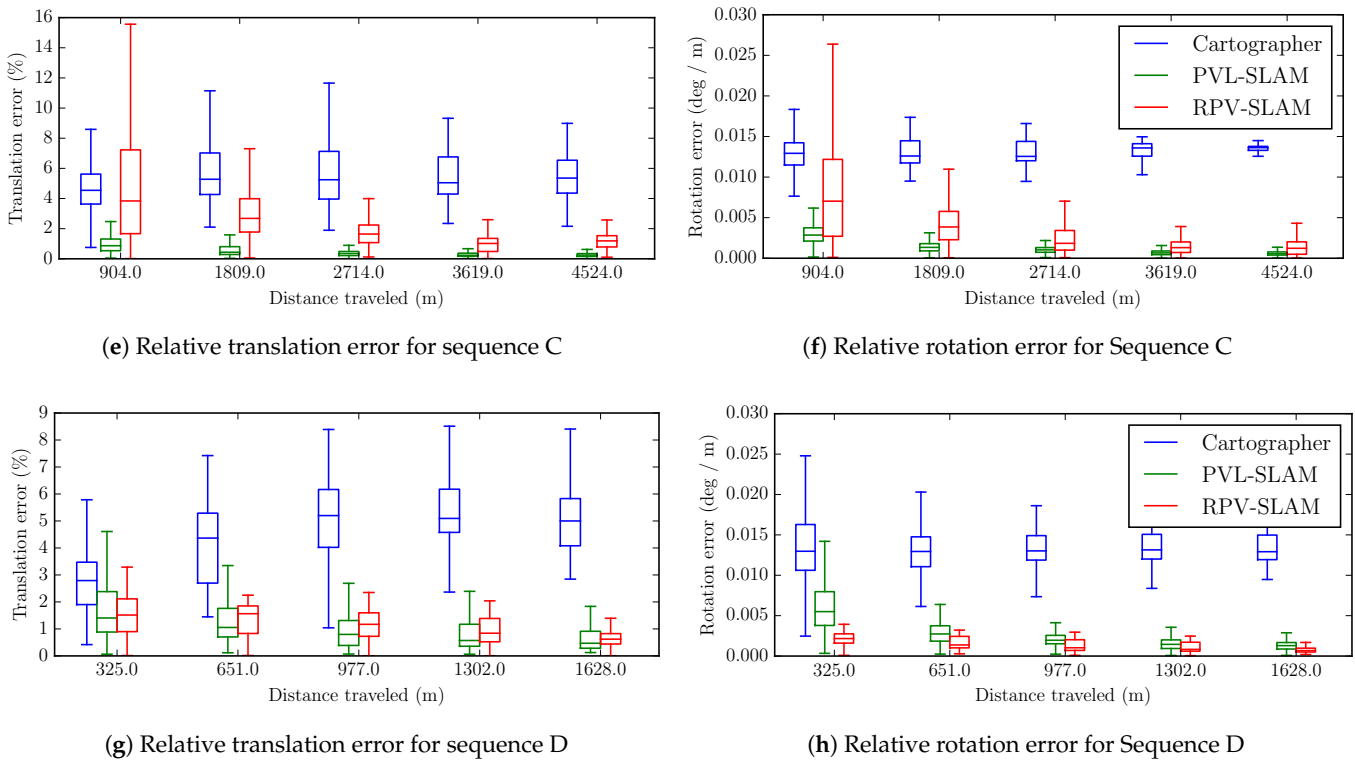 16
14
12
10
8
6
4
2
0
Translation error (%)
904.0 1809.0 2714.0 3619.0 4524.0
Distance traveled (m)
(e) Relative translation error for sequence C
0.030
0.025
0.020
0.015
0.010
0.005
0.000
Rotation error (deg / m)
Cartographer
PVL-SLAM
RPV-SLAM
904.0 1809.0 2714.0 3619.0 4524.0
Distance traveled (m)
(f) Relative rotation error for Sequence C
9
8
7
6
5
4
3
2
1
0
Translation error (%)
325.0 651.0 977.0 1302.0 1628.0
Distance traveled (m)
(g) Relative translation error for sequence D
0.030
0.025
0.020
0.015
0.010
0.005
0.000
Rotation error (deg / m)
Cartographer
PVL-SLAM
RPV-SLAM
325.0 651.0 977.0 1302.0 1628.0
Distance traveled (m)
(h) Relative rotation error for Sequence D